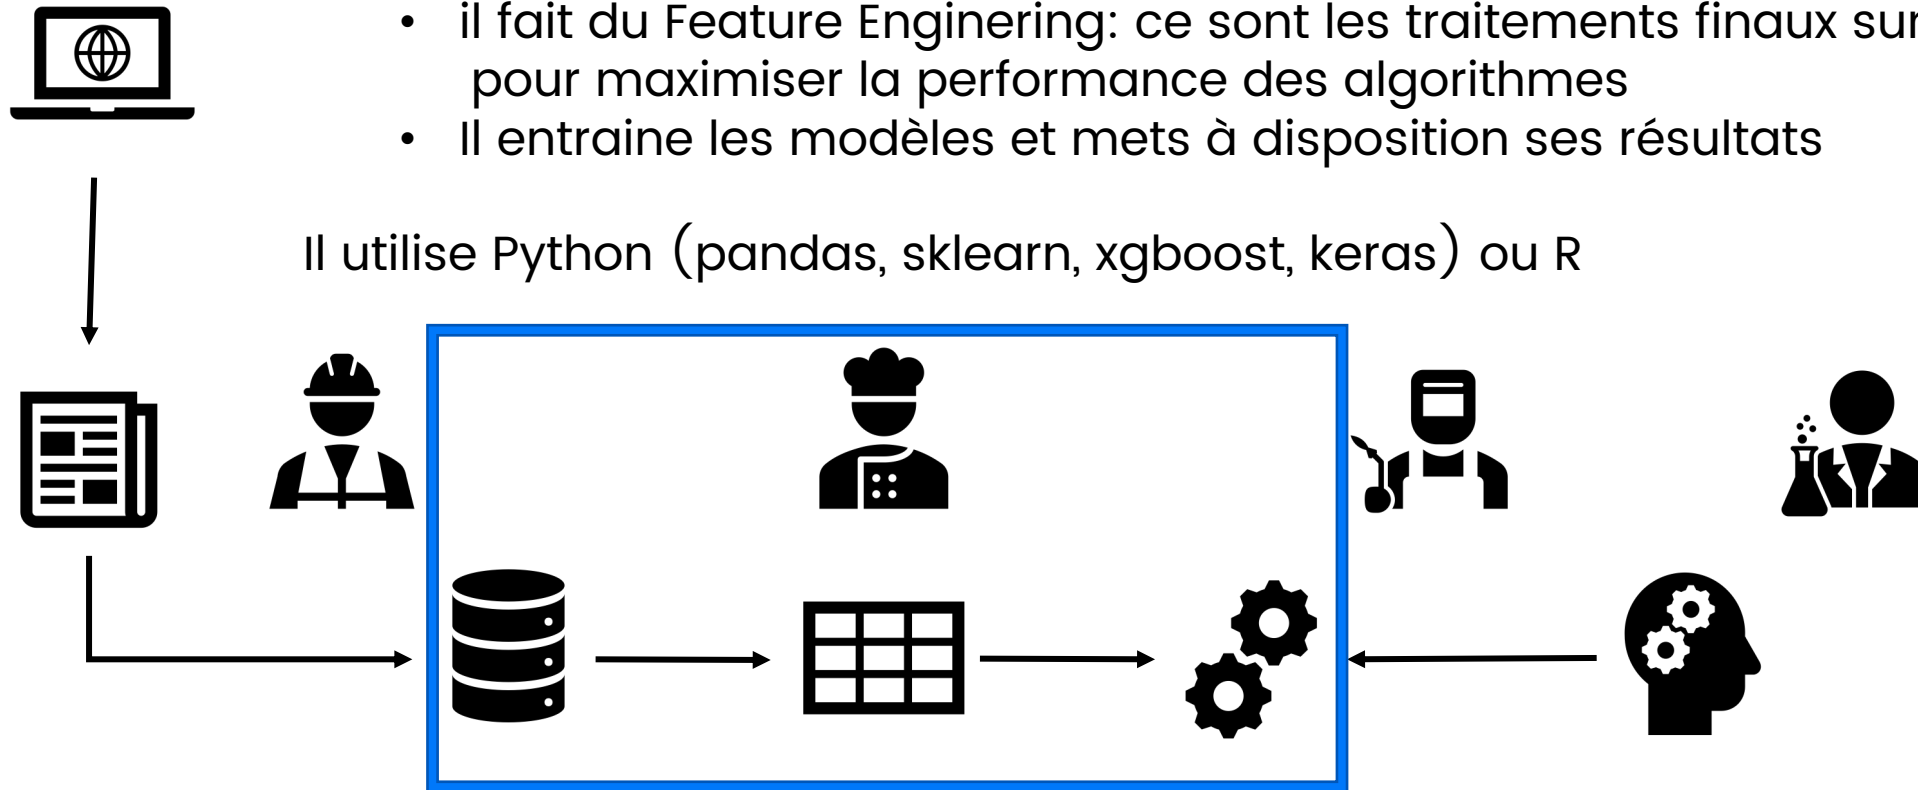 • il fait du Feature Enginering: ce sont les traitements finaux sur
pour maximiser la performance des algorithmes
• Il entraine les modèles et mets à disposition ses résultats
Il utilise Python (pandas, sklearn, xgboost, keras) ou R